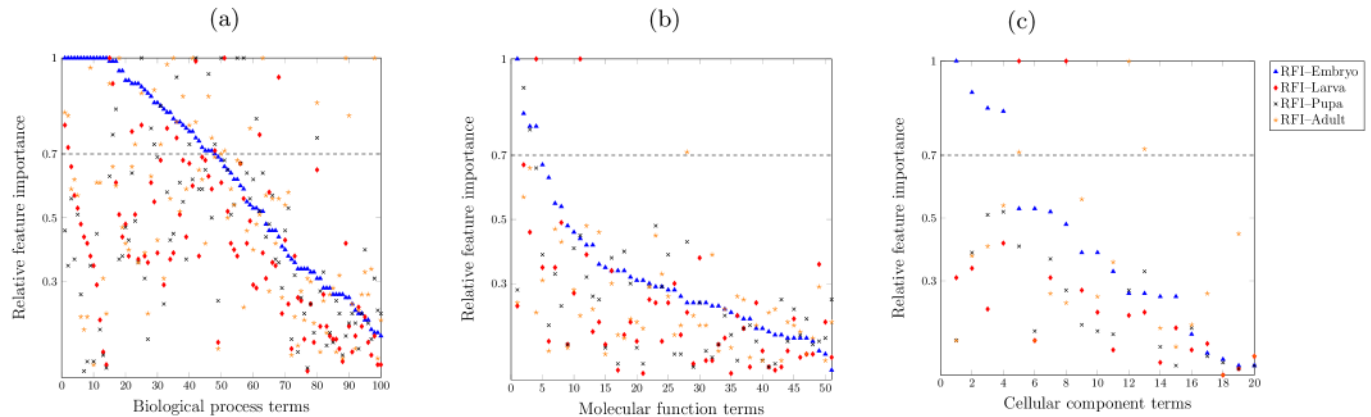 (a)
Relative feature importance
1
0.7
0.5
0.3
0 10 20 30 40 50 60 70 80 90 100
Biological process terms
(b)
Relative feature importance
1
0.7
0.5
0.3
0 5 10 15 20 25 30 35 40 45 50
Molecular function terms
(c)
Relative feature importance
1
0.7
0.5
0.3
0 2 4 6 8 10 12 14 16 18 20
Cellular component terms
RFI–Embryo
RFI–Larva
RFI–Pupa
RFI–Adult